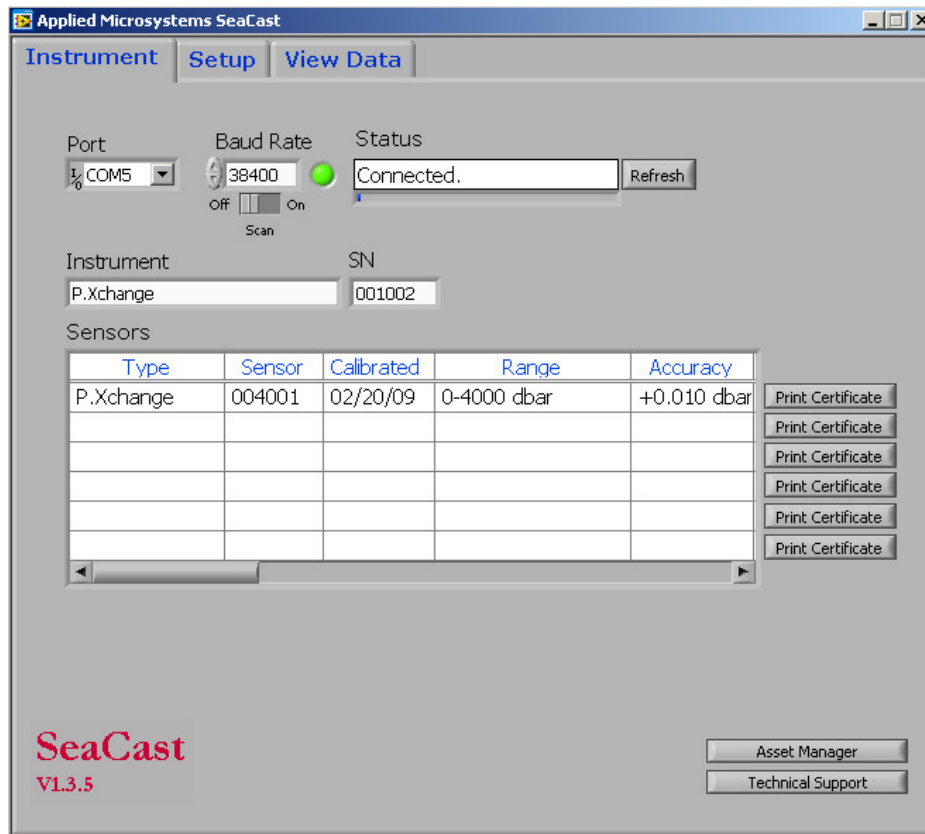 Applied Microsystems SeaCast
Instrument Setup View Data
Port Baud Rate Status
I/O COM5 38400 Connected. Refresh
Off On
Scan
Instrument SN
P.Xchange 001002
Sensors
Type Sensor Calibrated Range Accuracy
P.Xchange 004001 02/20/09 0-4000 dbar +0.010 dbar Print Certificate
Print Certificate
Print Certificate
Print Certificate
Print Certificate
Print Certificate
SeaCast
V1.3.5
Asset Manager
Technical Support